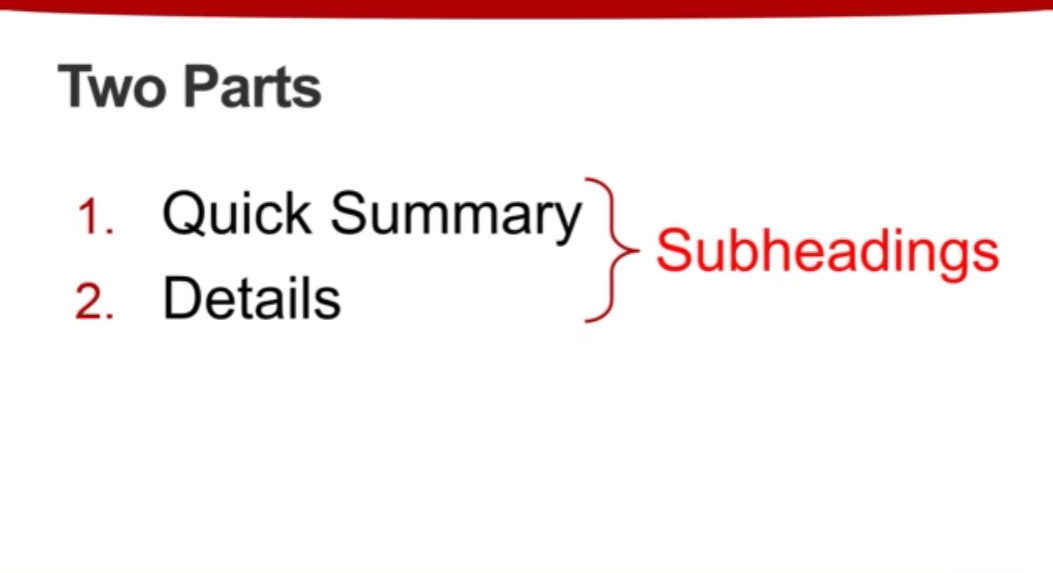 Two Parts
1. Quick Summary
2. Details
Subheadings